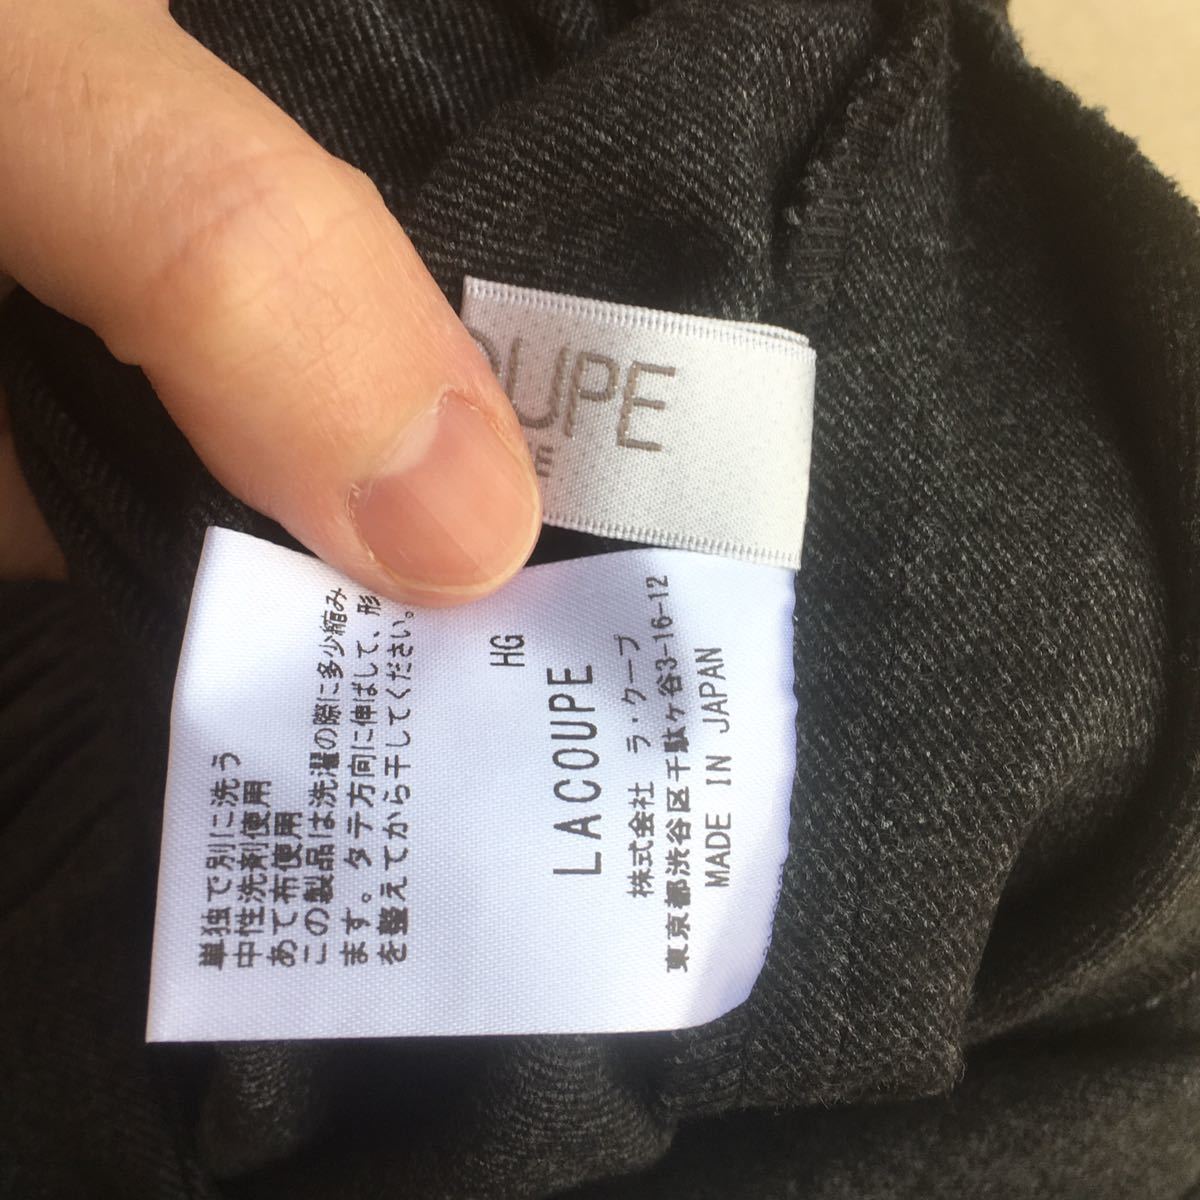 OUPE
E
単独で別に洗う
中性洗剤使用
あて布使用
この製品は洗濯の際に多少縮み
ます。タテ方向に伸ばして、形
を整えてから干してください。
HG
LACOUPE
株式会社 ラ・クープ
東京都渋谷区千駄ヶ谷3-16-12
MADE IN JAPAN